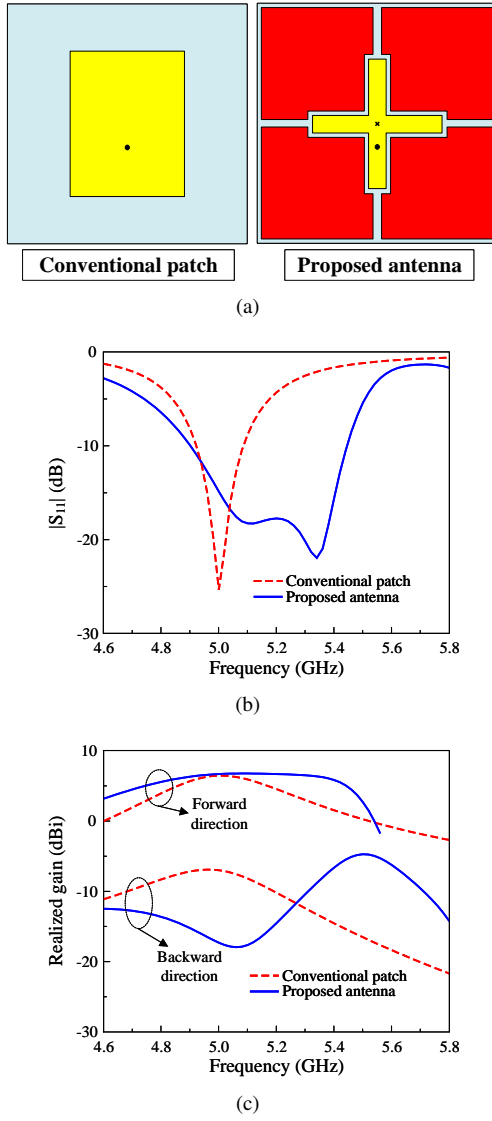 Conventional patch
Proposed antenna
(a)
0
-10
-20
-30
|S11| (dB)
Conventional patch
Proposed antenna
4.6 4.8 5.0 5.2 5.4 5.6 5.8
Frequency (GHz)
(b)
10
0
-10
-20
-30
Realized gain (dBi)
Forward
direction
Backward
direction
Conventional patch
Proposed antenna
4.6 4.8 5.0 5.2 5.4 5.6 5.8
Frequency (GHz)
(c)